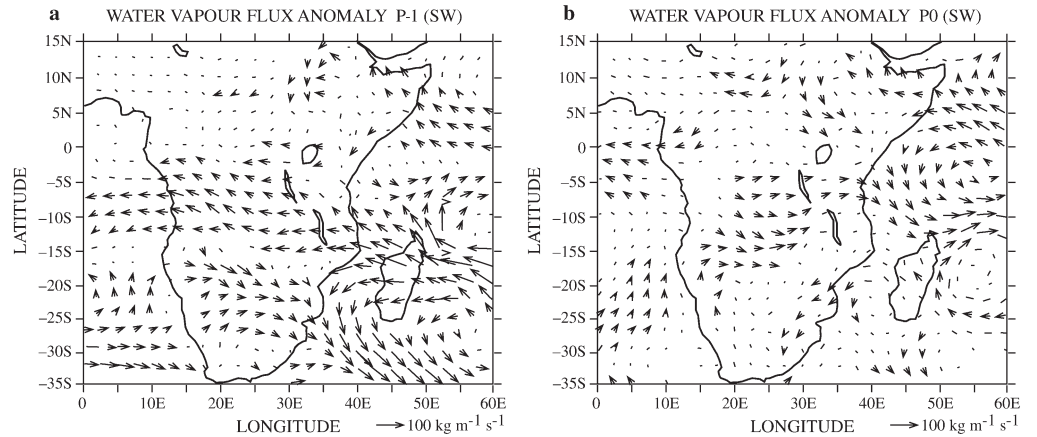 a WATER VAPOUR FLUX ANOMALY P-1 (SW)
15N
10N
5N
0
–5S
–10S
–15S
–20S
–25S
–30S
–35S
LATITUDE
0 10E 20E 30E 40E 50E 60E
LONGITUDE 100 kg m⁻¹ s⁻¹
b WATER VAPOUR FLUX ANOMALY P0 (SW)
15N
10N
5N
0
–5S
–10S
–15S
–20S
–25S
–30S
–35S
LATITUDE
0 10E 20E 30E 40E 50E 60E
LONGITUDE 100 kg m⁻¹ s⁻¹